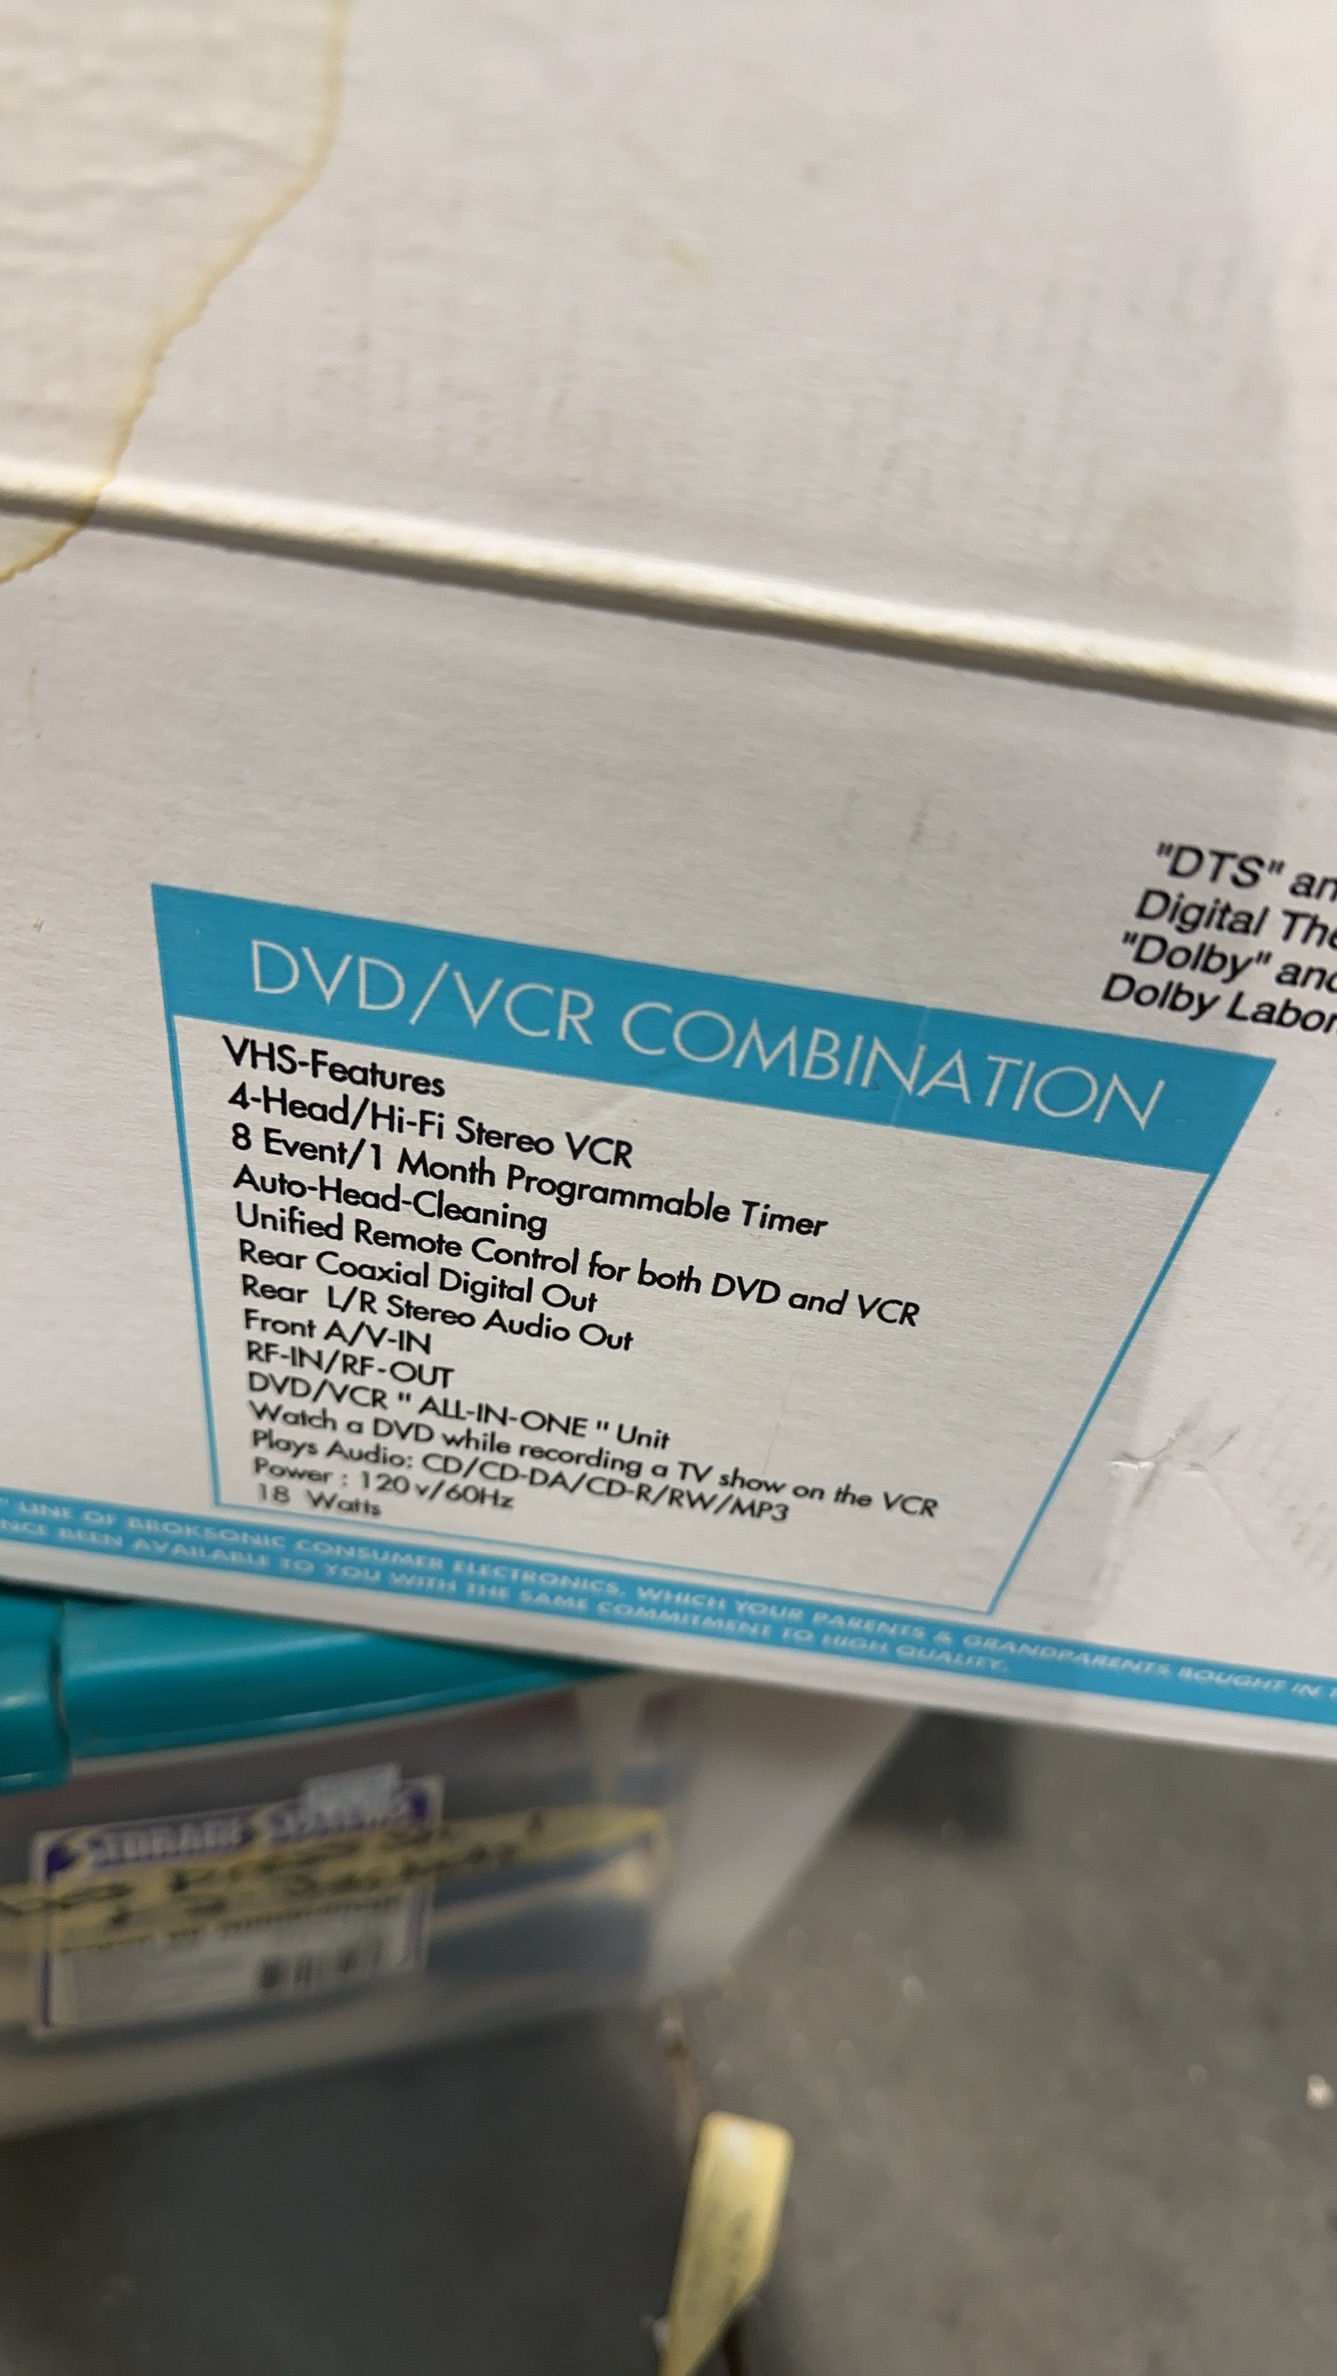 "DTS" an
Digital The
"Dolby" and
Dolby Labor
DVD/VCR COMBINATION
VHS-Features
4-Head/Hi-Fi Stereo VCR
8 Event/1 Month Programmable Timer
Auto-Head-Cleaning
Unified Remote Control for both DVD and VCR
Rear Coaxial Digital Out
Rear L/R Stereo Audio Out
Front A/V-IN
RF-IN/RF-OUT
DVD/VCR " ALL-IN-ONE " Unit
Watch a DVD while recording a TV show on the VCR
Plays Audio: CD/CD-DA/CD-R/RW/MP3
Power : 120v/60Hz
18 Watts
" LINE OF BROKSONIC CONSUMER ELECTRONICS, WHICH YOUR PARENTS & GRANDPARENTS BOUGHT IN T
NCE BEEN AVAILABLE TO YOU WITH THE SAME COMMITMENT TO HIGH QUALITY.
STORAGE